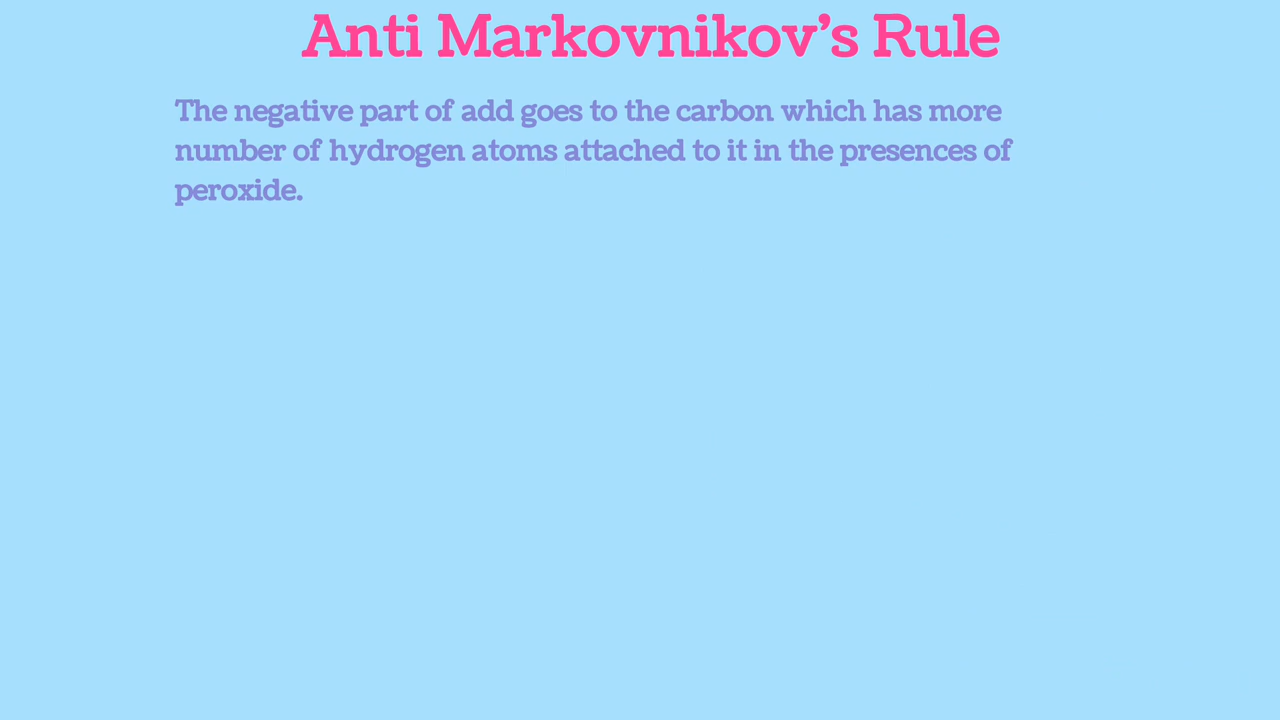 Anti Markovnikov’s Rule
The negative part of add goes to the carbon which has more
number of hydrogen atoms attached to it in the presences of
peroxide.